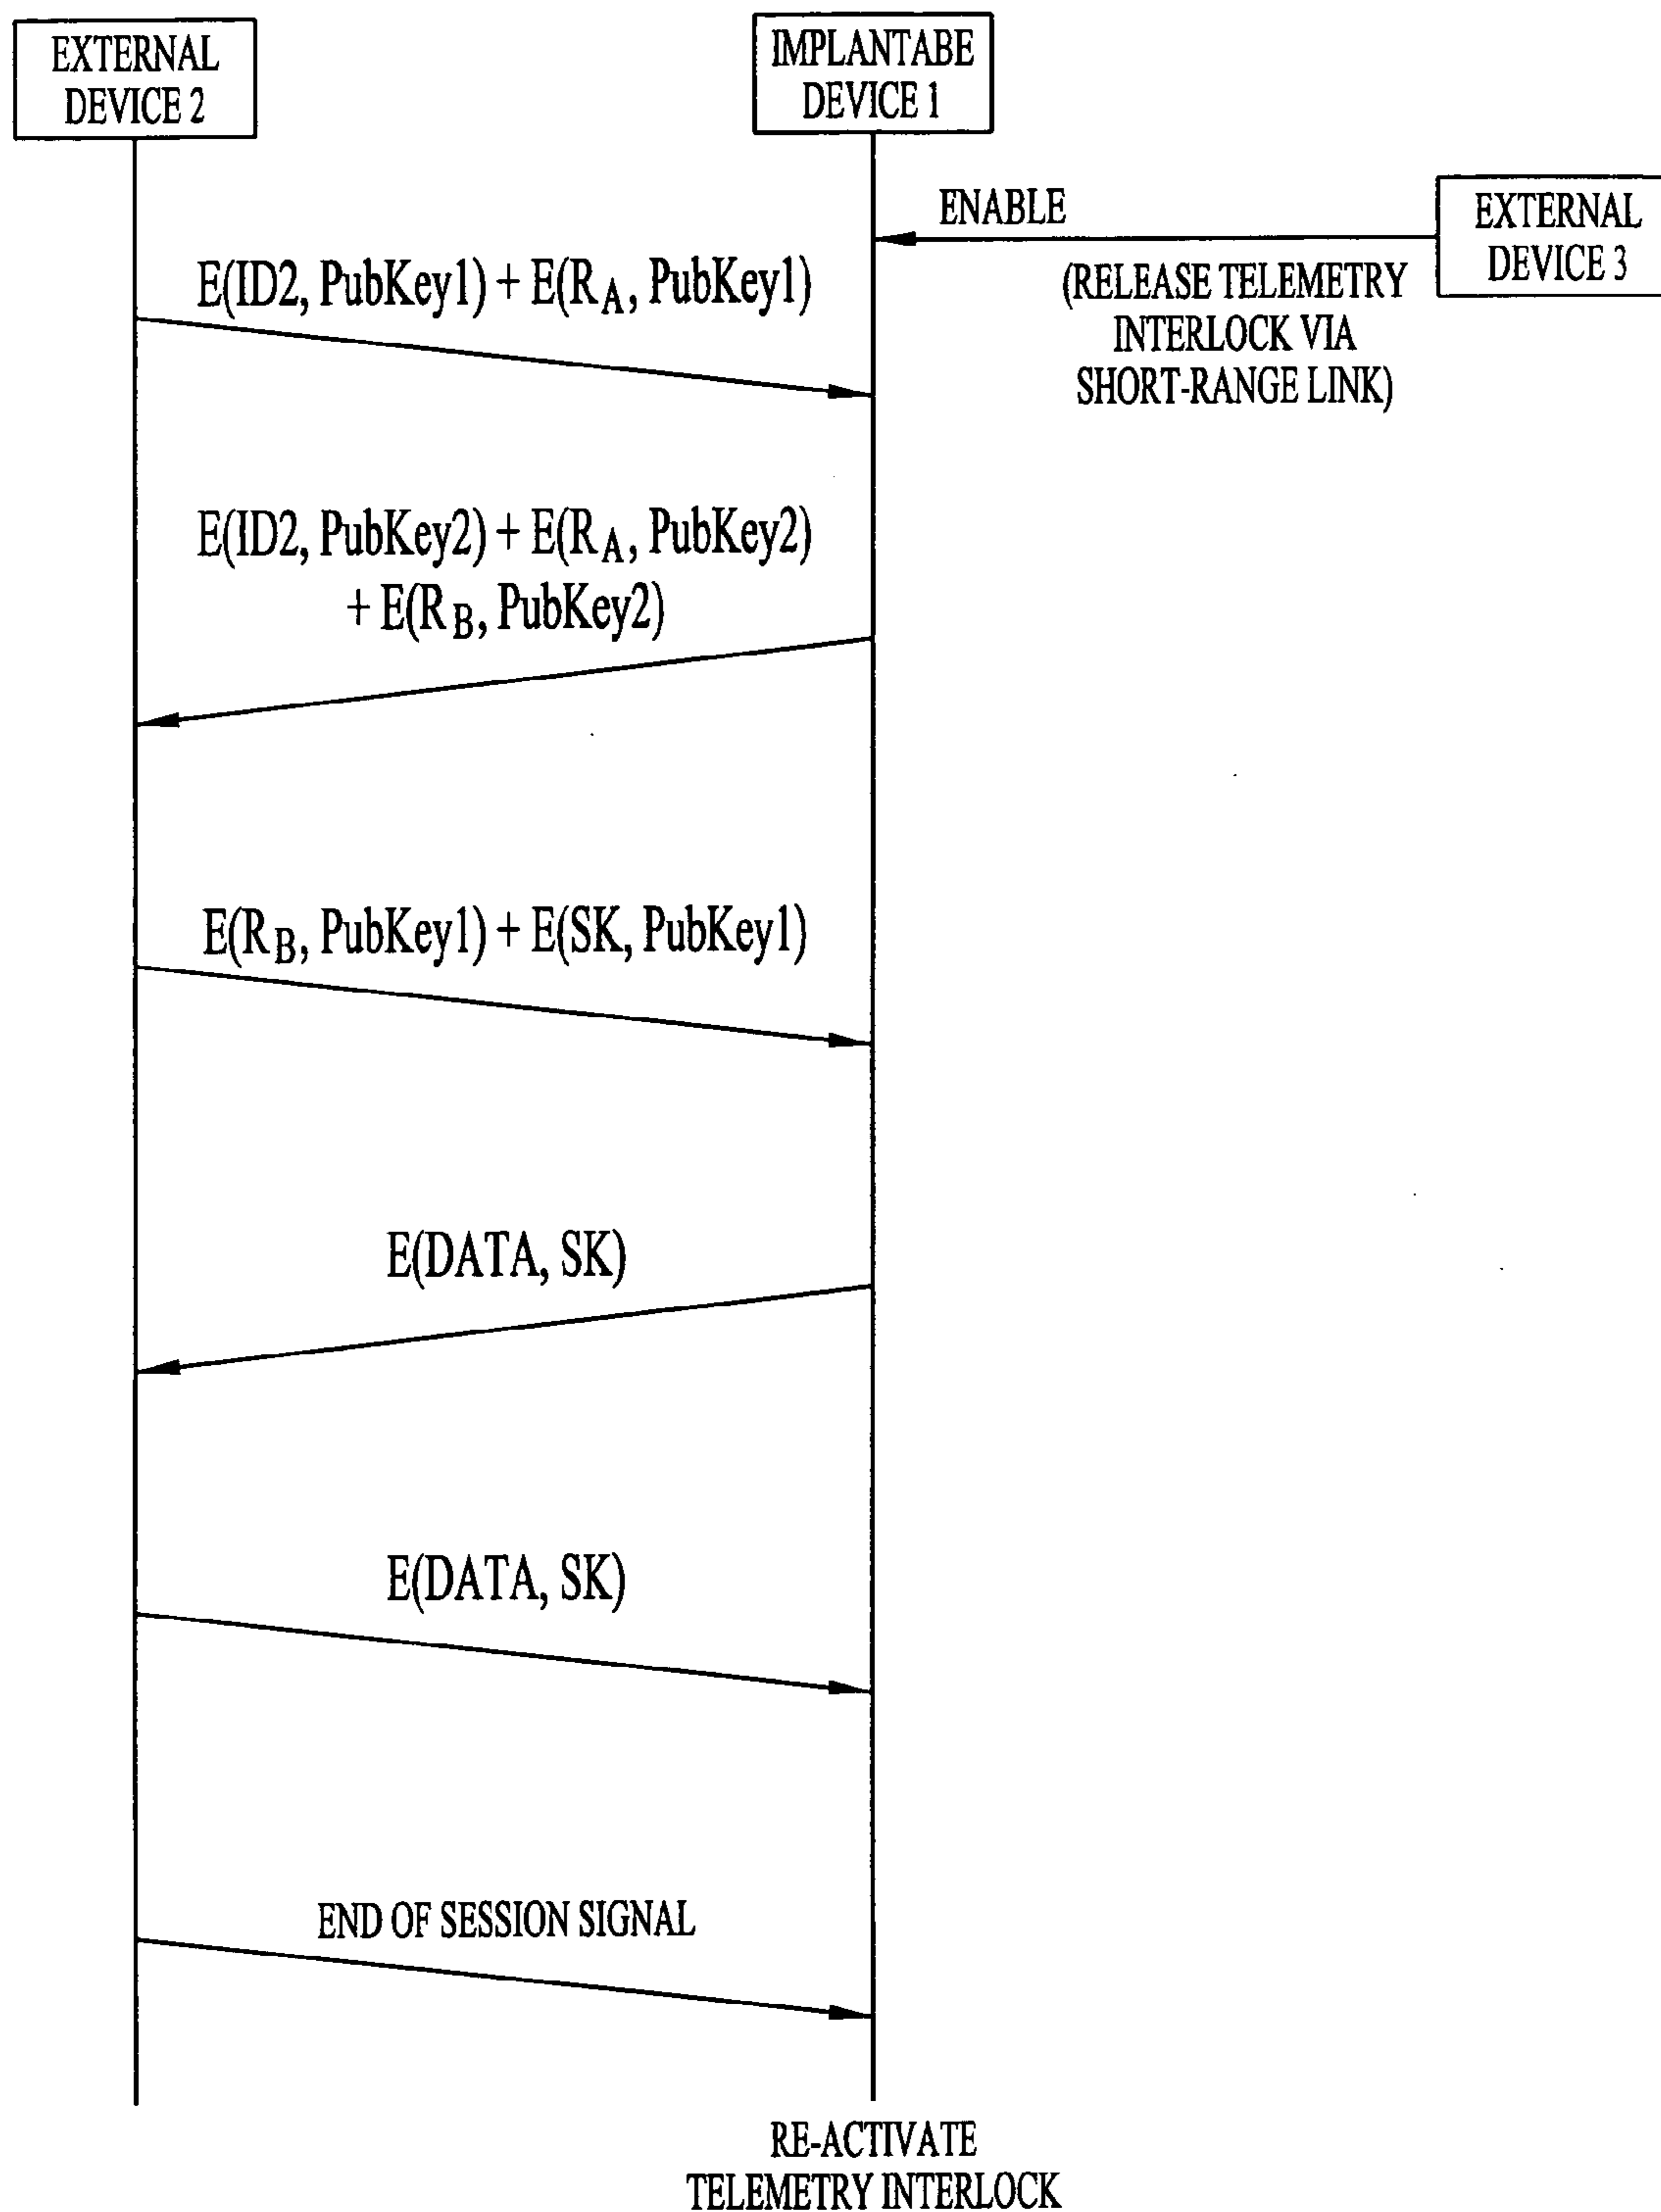 EXTERNAL
DEVICE 2
IMPLANTABE
DEVICE 1
ENABLE
EXTERNAL
DEVICE 3
(RELEASE TELEMETRY
INTERLOCK VIA
SHORT-RANGE LINK)
E(ID2, PubKey1) + E(RA, PubKey1)
E(ID2, PubKey2) + E(RA, PubKey2)
+ E(RB, PubKey2)
E(RB, PubKey1) + E(SK, PubKey1)
E(DATA, SK)
E(DATA, SK)
END OF SESSION SIGNAL
RE-ACTIVATE
TELEMETRY INTERLOCK